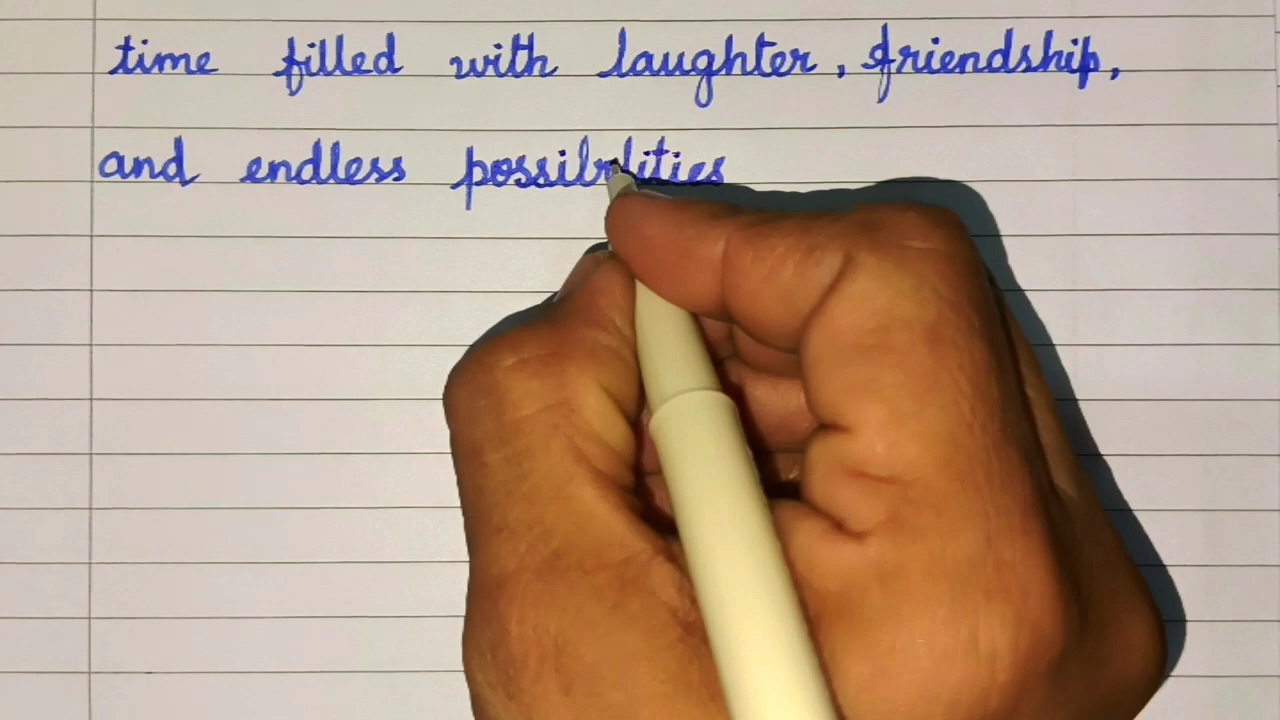 time filled with laughter, friendship,
and endless possibilities